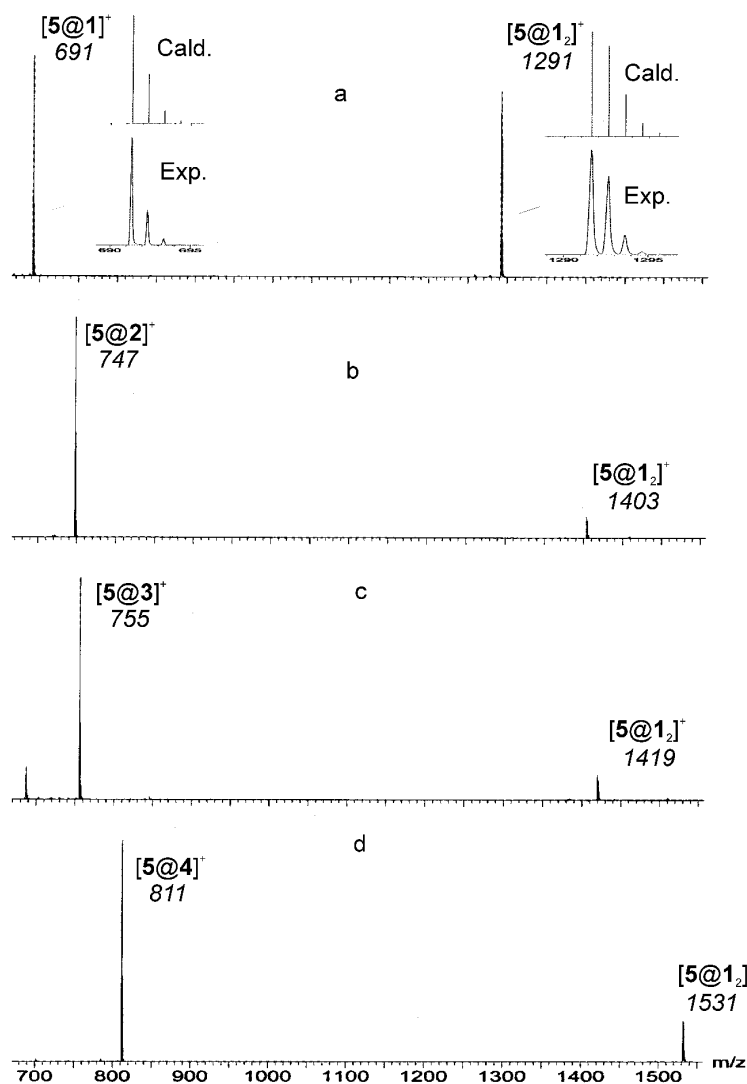 [5@1]⁺
691
Cald.
Exp.
690 695
a
[5@1₂]⁺
1291
Cald.
Exp.
1290 1295
[5@2]⁺
747
b
[5@1₂]⁺
1403
[5@3]⁺
755
c
[5@1₂]⁺
1419
[5@4]⁺
811
d
[5@1₂]
1531
700 800 900 1000 1100 1200 1300 1400 1500 m/z